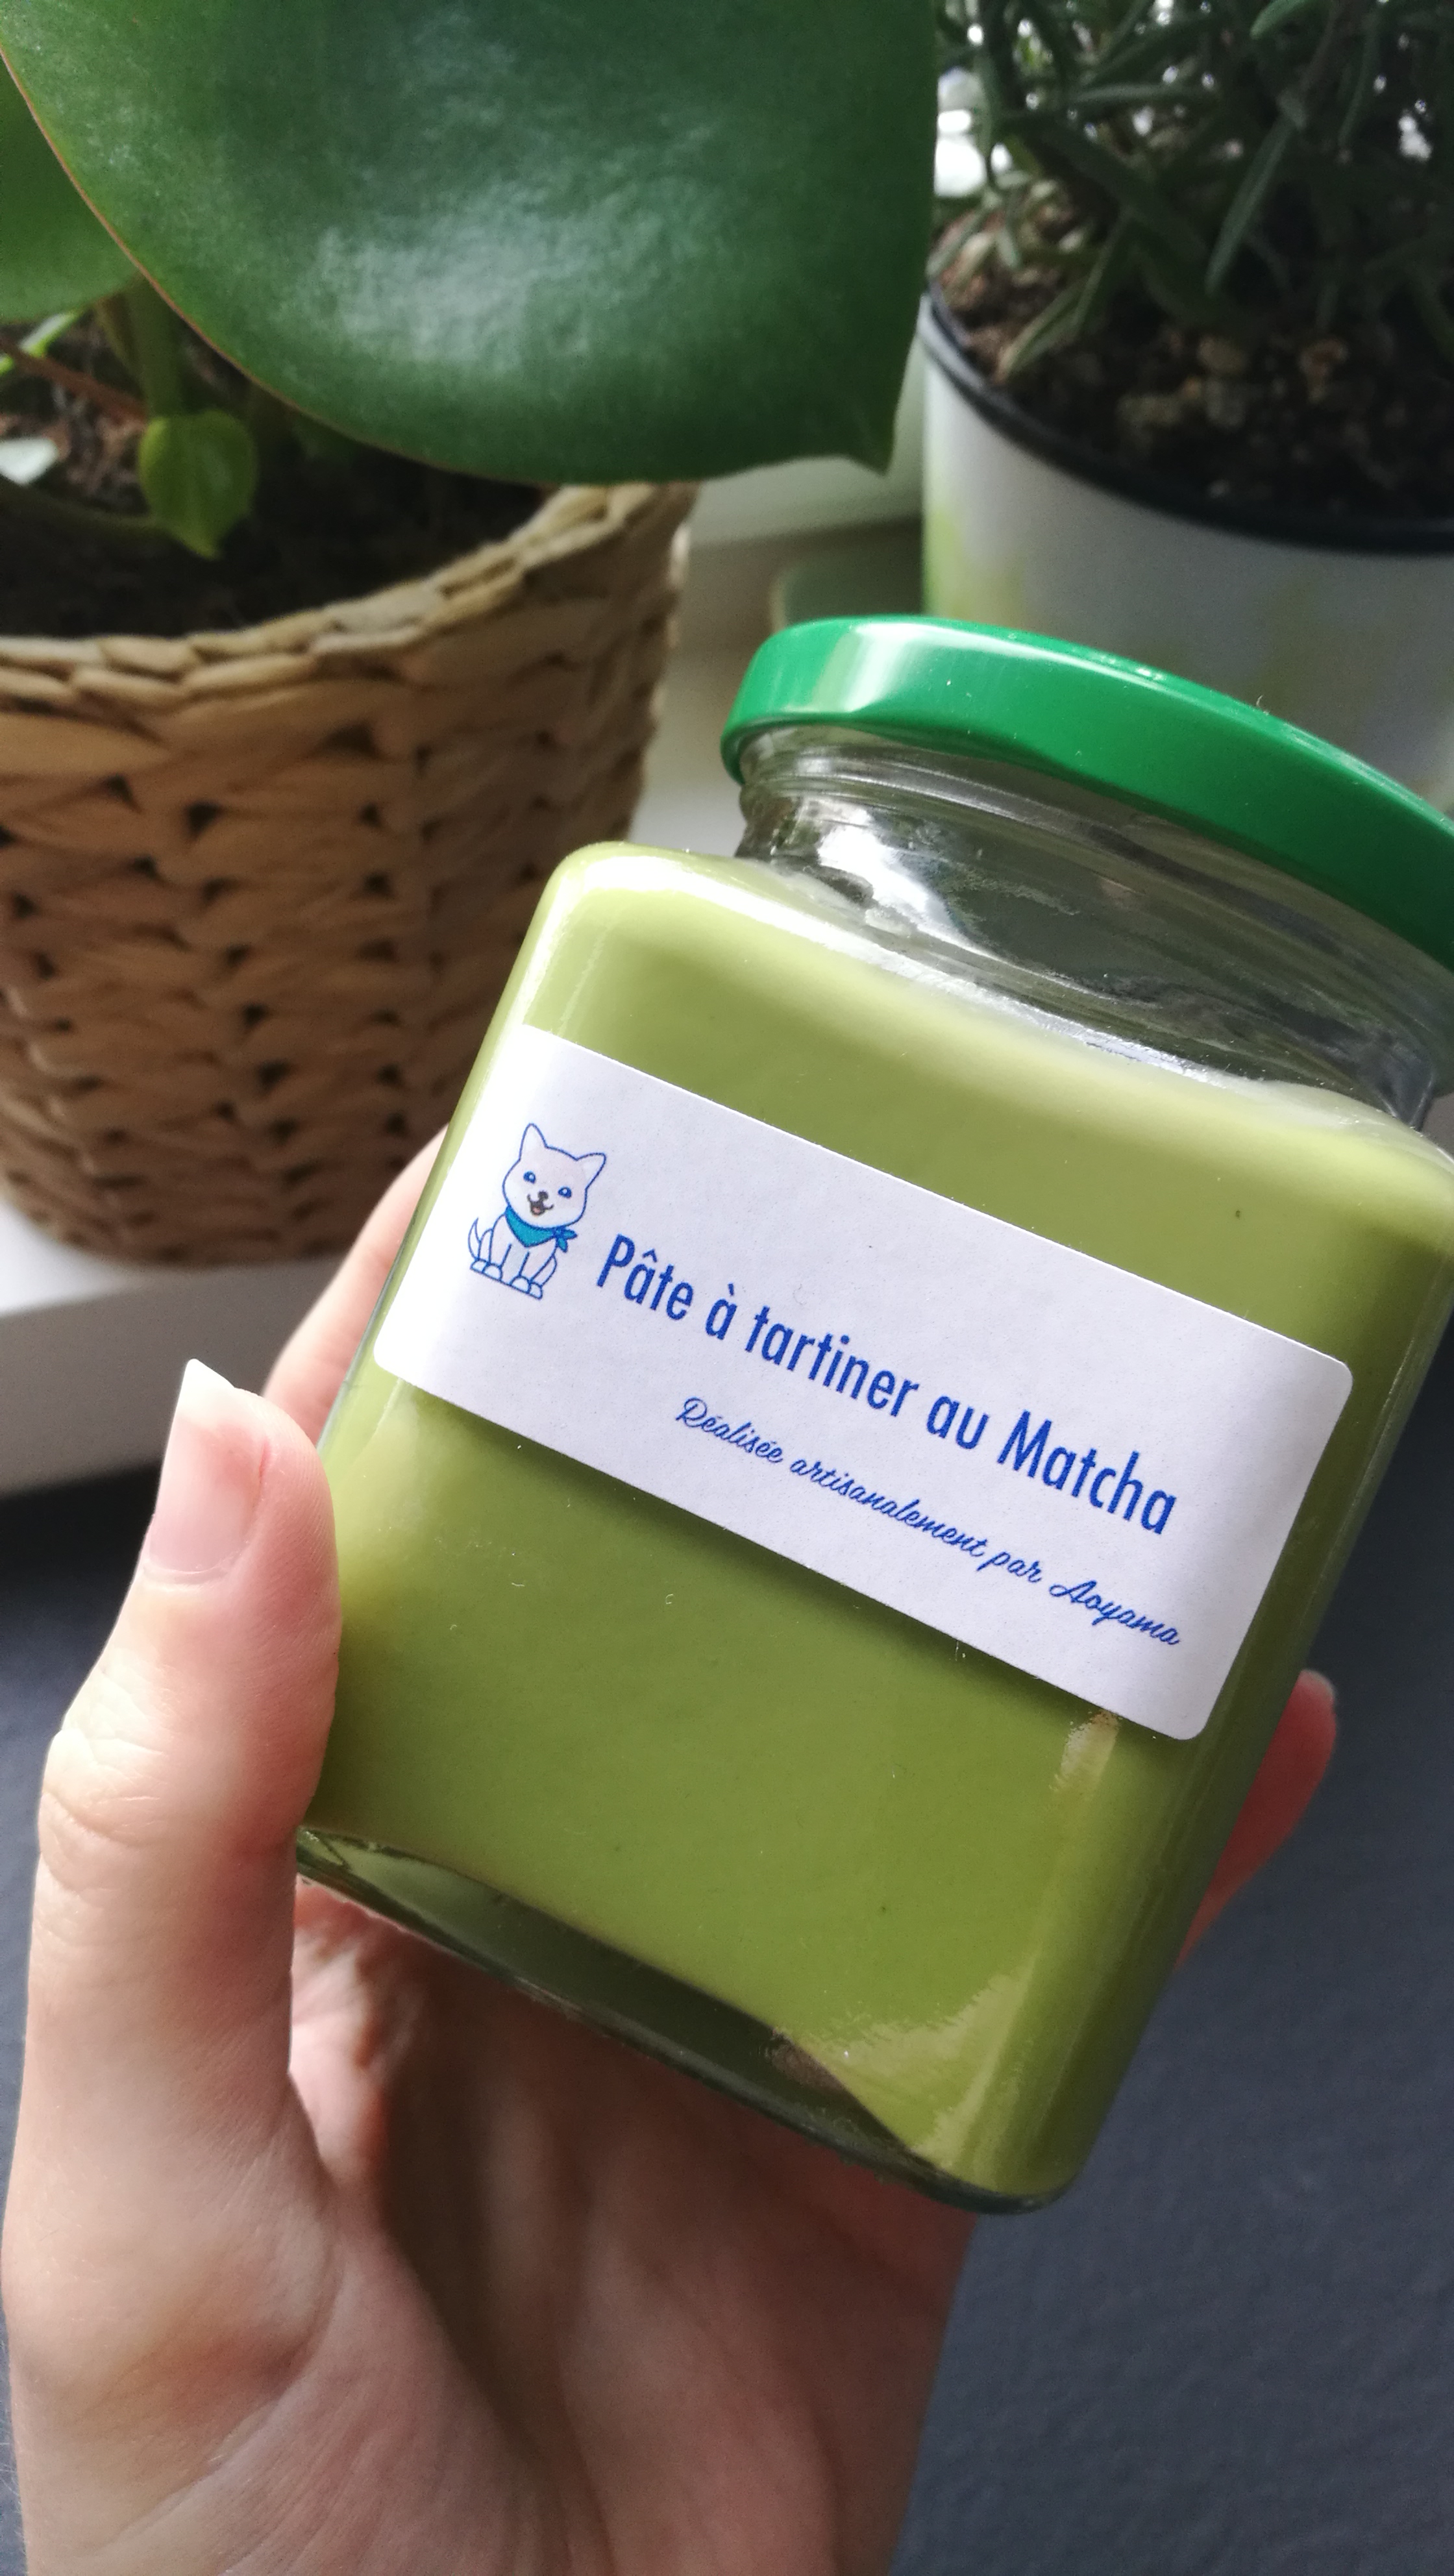 Pâte à tartiner au Matcha
Réalisée artisanalement par Aoyama